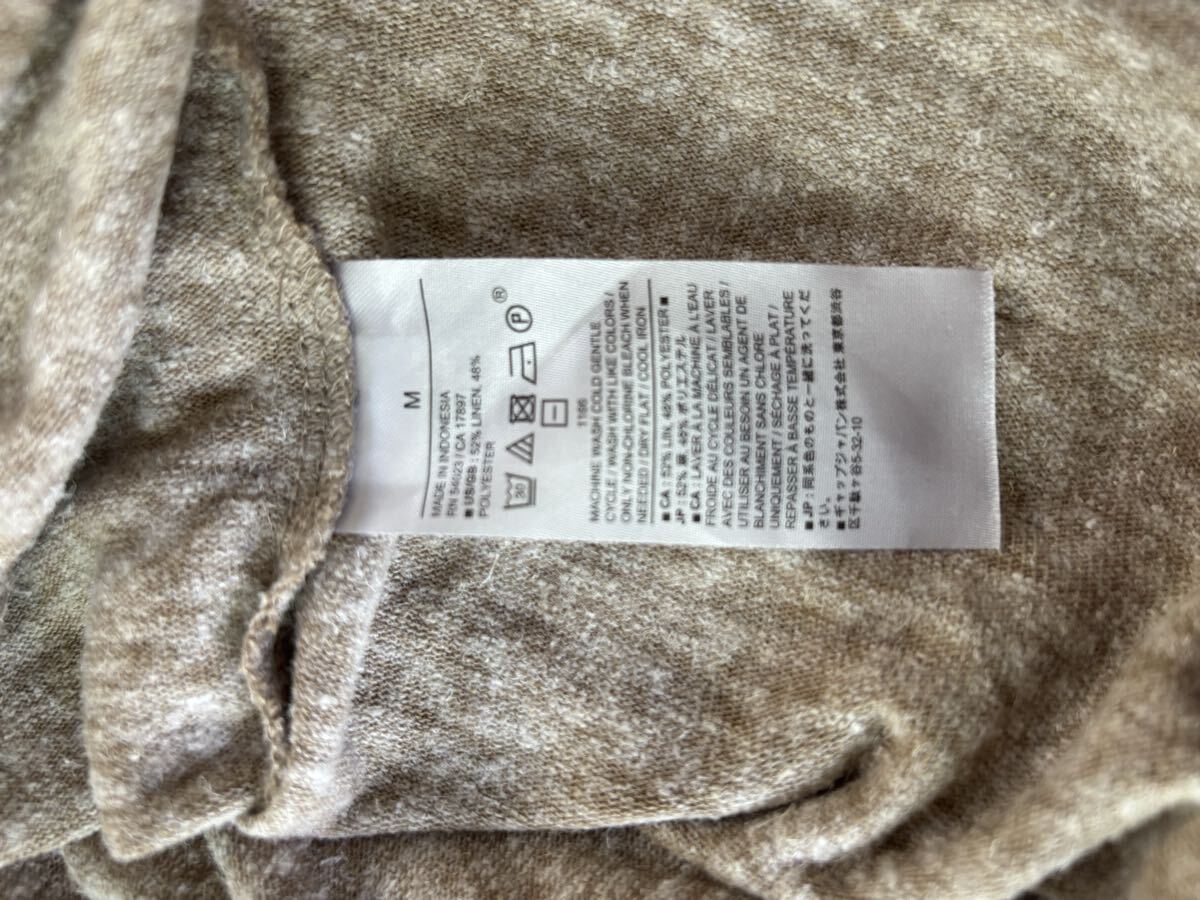 M
MADE IN INDONESIA
RN 54023 / CA 17897
■ US/GB : 52% LINEN, 48%
POLYESTER
30
P
®
1186
MACHINE WASH / COLD GENTLE
CYCLE / WASH WITH LIKE COLORS /
ONLY NON-CHLORINE BLEACH WHEN
NEEDED / DRY / FLAT / COOL IRON
■ CA : 52% LIN, 48% POLYESTER ■
JP : 52% 麻, 48% ポリエステル
■ CA : LAVER À LA MACHINE À L'EAU
FROIDE AU CYCLE DÉLICAT / LAVER
AVEC DES COULEURS SEMBLABLES /
UTILISER AU BESOIN UN AGENT DE
BLANCHIMENT SANS CHLORE
UNIQUEMENT / SÉCHAGE À PLAT /
REPASSER À BASSE TEMPÉRATURE
■ JP : 同系色のものと一緒に洗ってくだ
さい。
■ ギャップジャパン株式会社 東京都渋谷
区千駄ヶ谷5-32-10